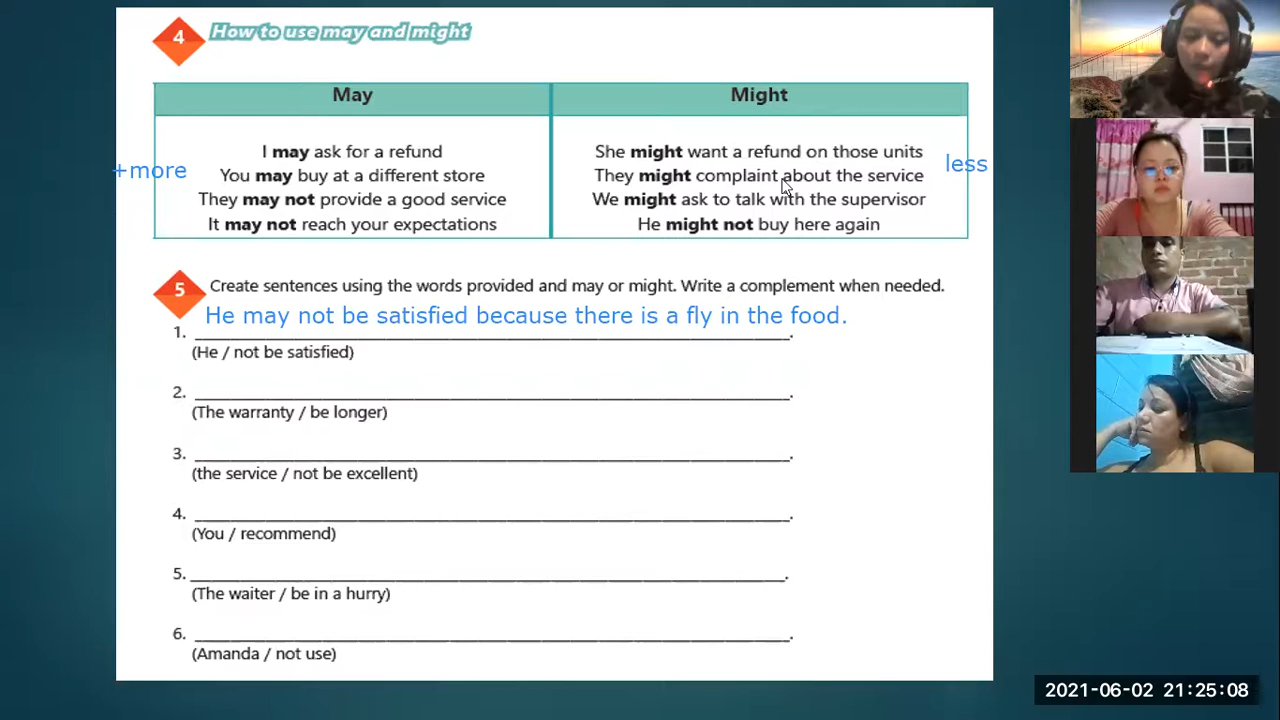 4 How to use may and might
May Might
I may ask for a refund She might want a refund on those units
+more You may buy at a different store They might complaint about the service less
They may not provide a good service We might ask to talk with the supervisor
It may not reach your expectations He might not buy here again
5 Create sentences using the words provided and may or might. Write a complement when needed.
He may not be satisfied because there is a fly in the food.
1. ______________________________.
(He / not be satisfied)
2. ______________________________.
(The warranty / be longer)
3. ______________________________.
(the service / not be excellent)
4. ______________________________.
(You / recommend)
5. ______________________________.
(The waiter / be in a hurry)
6. ______________________________.
(Amanda / not use)
2021-06-02 21:25:08